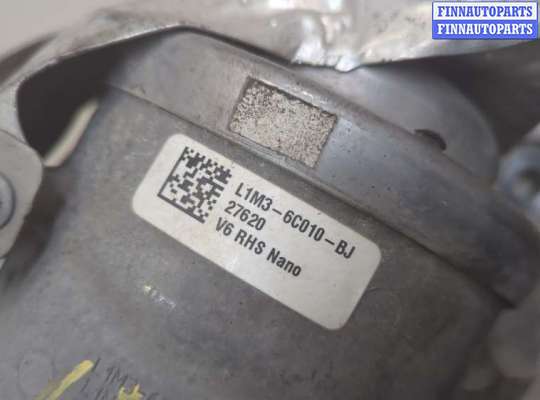 FINNAUTOPARTS
FINNAUTOPARTS
L1M3-6C010-BJ
27620
V6 RHS Nano